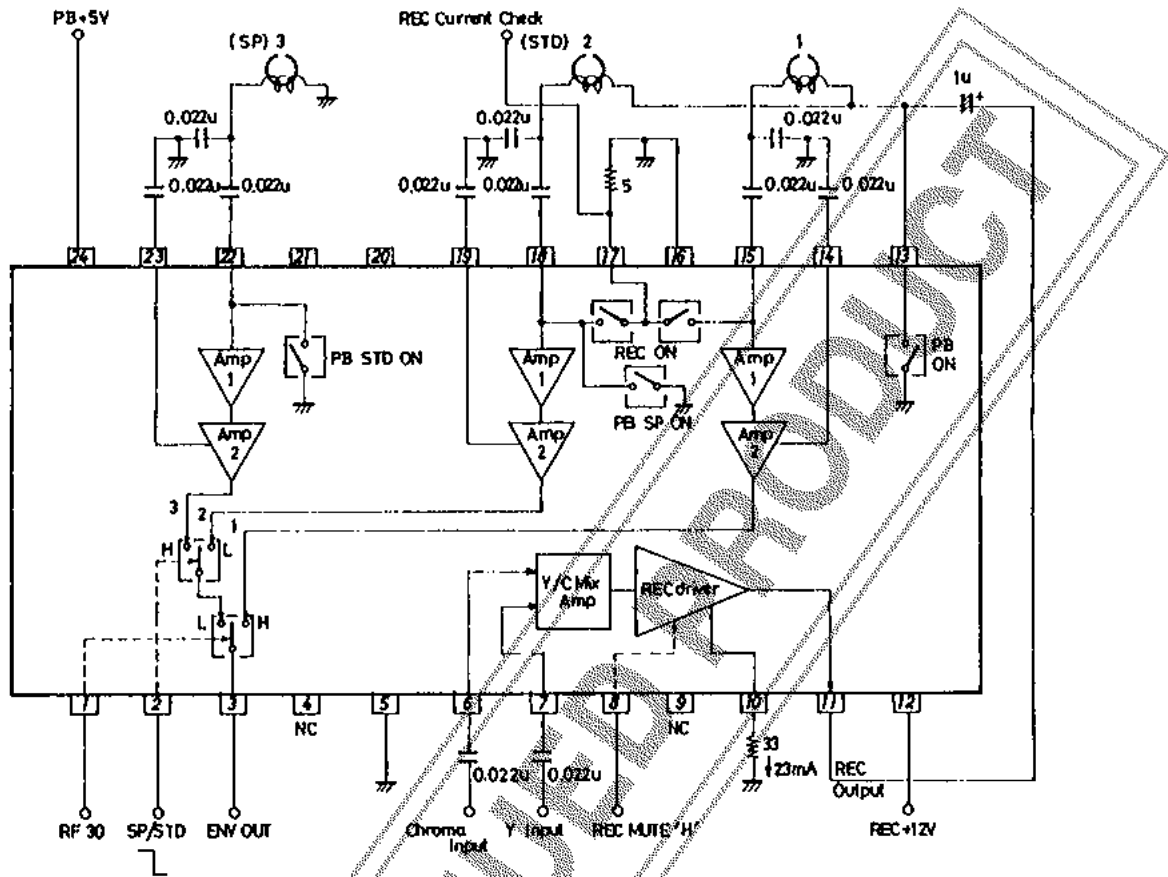 PB+5V
REC Current Check
(SP) 3
(STD) 2
1
1u
+
0.022u
0.022u
0.022u
0.022u
0.022u
0.022u
0.022u
5
0.022u
0.022u
24
23
22
21
20
19
18
17
16
15
14
13
Amp
1
PB STD ON
Amp
1
REC ON
Amp
1
PB
ON
PB SP ON
Amp
2
Amp
2
Amp
2
3
2
1
H
L
L
H
Y/C Mix
Amp
REC driver
1
2
3
4
5
6
7
8
9
10
11
12
NC
NC
0.022u
0.022u
33
23mA
REC
Output
RF 30
SP/STD
ENV OUT
Chroma
Input
Y Input
REC MUTE "H"
REC+12V